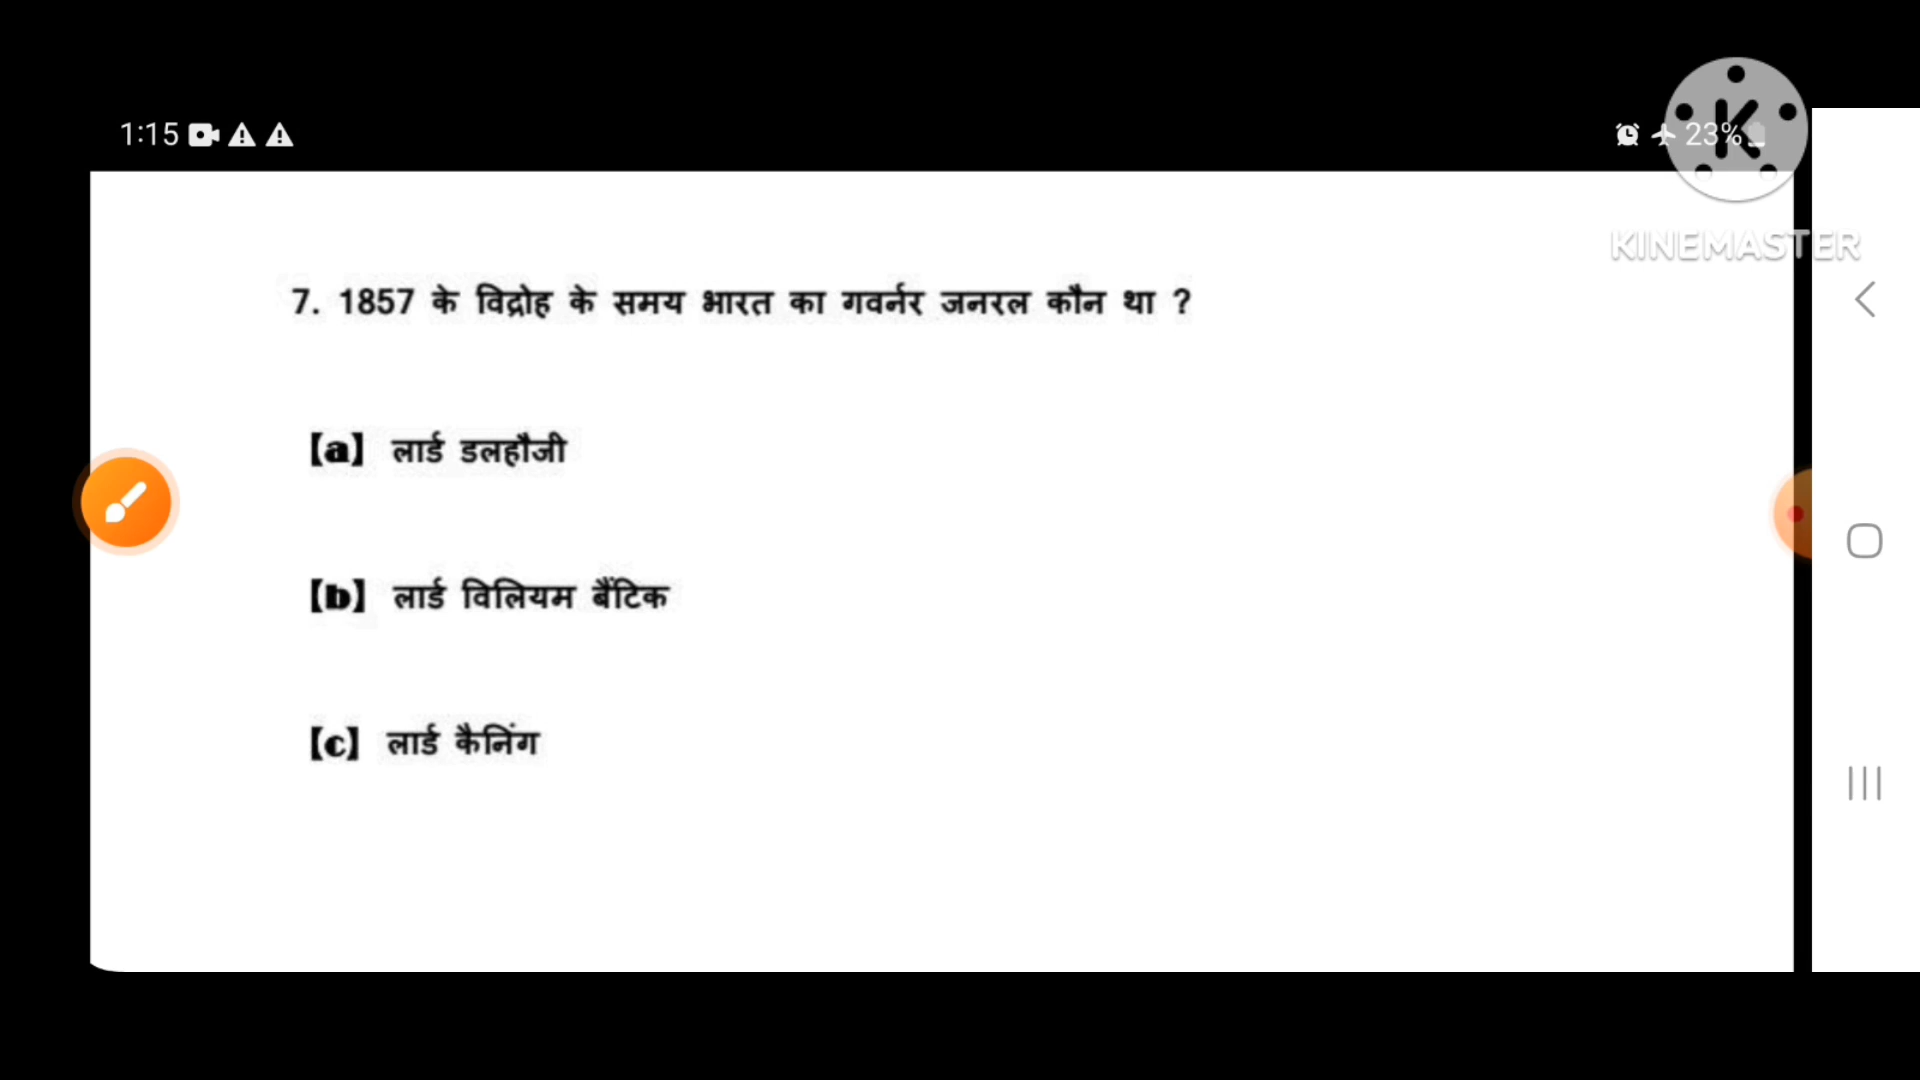 1:15
23%
KINEMASTER
7. 1857 के विद्रोह के समय भारत का गवर्नर जनरल कौन था ?
【a】 लार्ड डलहौजी
【b】 लार्ड विलियम बैंटिक
【c】 लार्ड कैनिंग